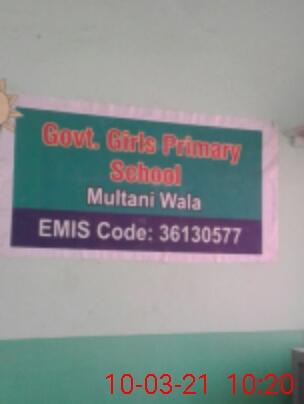 Govt. Girls Primary
School
Multani Wala
EMIS Code: 36130577
10-03-21 10:20